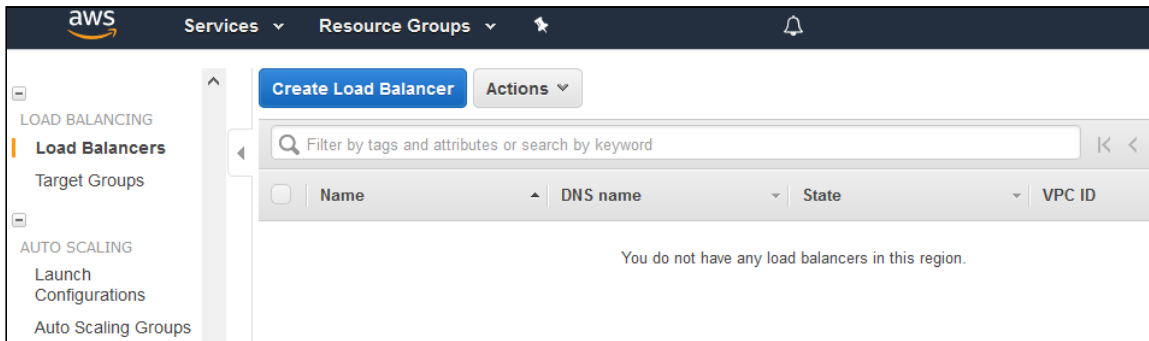 aws Services Resource Groups
Create Load Balancer Actions
LOAD BALANCING
Load Balancers
Filter by tags and attributes or search by keyword
Target Groups
Name DNS name State VPC ID
AUTO SCALING
You do not have any load balancers in this region.
Launch
Configurations
Auto Scaling Groups